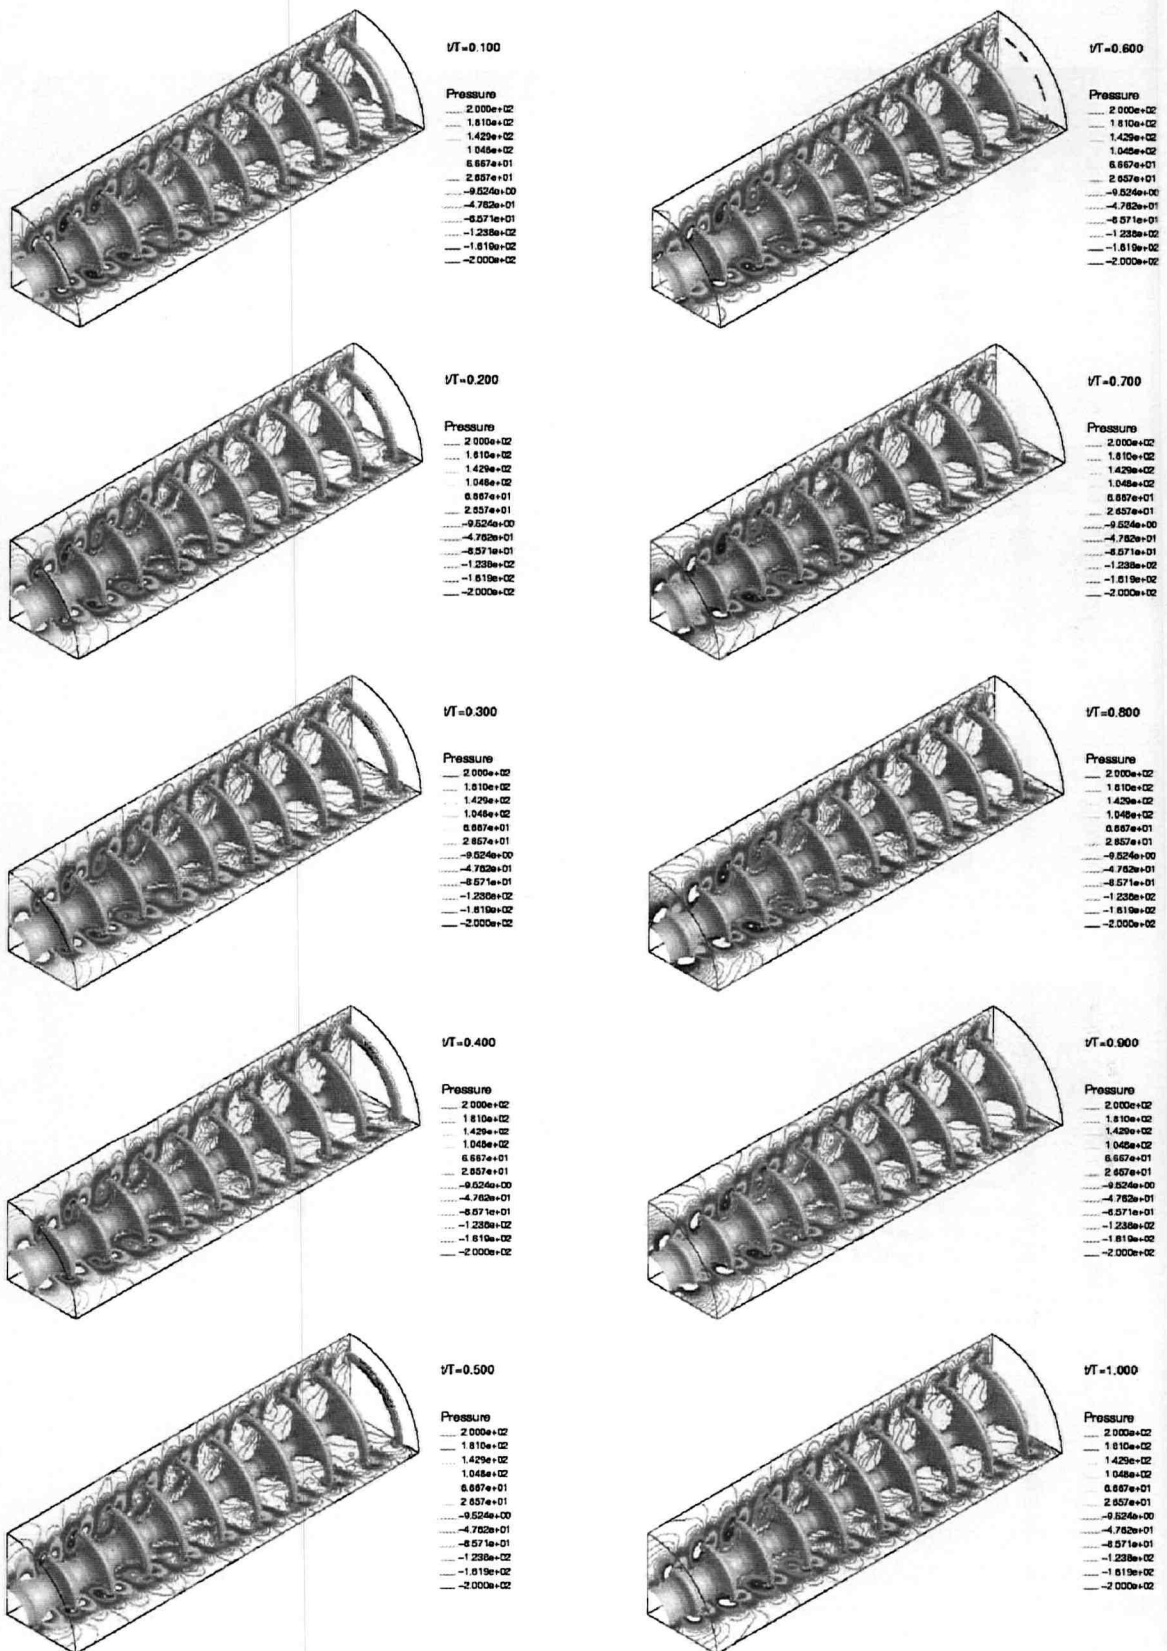 t/T=0.100
Pressure
2.000e+02
1.810e+02
1.429e+02
1.048e+02
6.667e+01
2.857e+01
-9.524e+00
-4.762e+01
-8.571e+01
-1.238e+02
-1.619e+02
-2.000e+02
t/T=0.200
Pressure
2.000e+02
1.810e+02
1.429e+02
1.048e+02
6.667e+01
2.857e+01
-9.524e+00
-4.762e+01
-8.571e+01
-1.238e+02
-1.619e+02
-2.000e+02
t/T=0.300
Pressure
2.000e+02
1.810e+02
1.429e+02
1.048e+02
6.667e+01
2.857e+01
-9.524e+00
-4.762e+01
-8.571e+01
-1.238e+02
-1.619e+02
-2.000e+02
t/T=0.400
Pressure
2.000e+02
1.810e+02
1.429e+02
1.048e+02
6.667e+01
2.857e+01
-9.524e+00
-4.762e+01
-8.571e+01
-1.238e+02
-1.619e+02
-2.000e+02
t/T=0.500
Pressure
2.000e+02
1.810e+02
1.429e+02
1.048e+02
6.667e+01
2.857e+01
-9.524e+00
-4.762e+01
-8.571e+01
-1.238e+02
-1.619e+02
-2.000e+02
t/T=0.600
Pressure
2.000e+02
1.810e+02
1.429e+02
1.048e+02
6.667e+01
2.857e+01
-9.524e+00
-4.762e+01
-8.571e+01
-1.238e+02
-1.619e+02
-2.000e+02
t/T=0.700
Pressure
2.000e+02
1.810e+02
1.429e+02
1.048e+02
6.667e+01
2.857e+01
-9.524e+00
-4.762e+01
-8.571e+01
-1.238e+02
-1.619e+02
-2.000e+02
t/T=0.800
Pressure
2.000e+02
1.810e+02
1.429e+02
1.048e+02
6.667e+01
2.857e+01
-9.524e+00
-4.762e+01
-8.571e+01
-1.238e+02
-1.619e+02
-2.000e+02
t/T=0.900
Pressure
2.000e+02
1.810e+02
1.429e+02
1.048e+02
6.667e+01
2.857e+01
-9.524e+00
-4.762e+01
-8.571e+01
-1.238e+02
-1.619e+02
-2.000e+02
t/T=1.000
Pressure
2.000e+02
1.810e+02
1.429e+02
1.048e+02
6.667e+01
2.857e+01
-9.524e+00
-4.762e+01
-8.571e+01
-1.238e+02
-1.619e+02
-2.000e+02